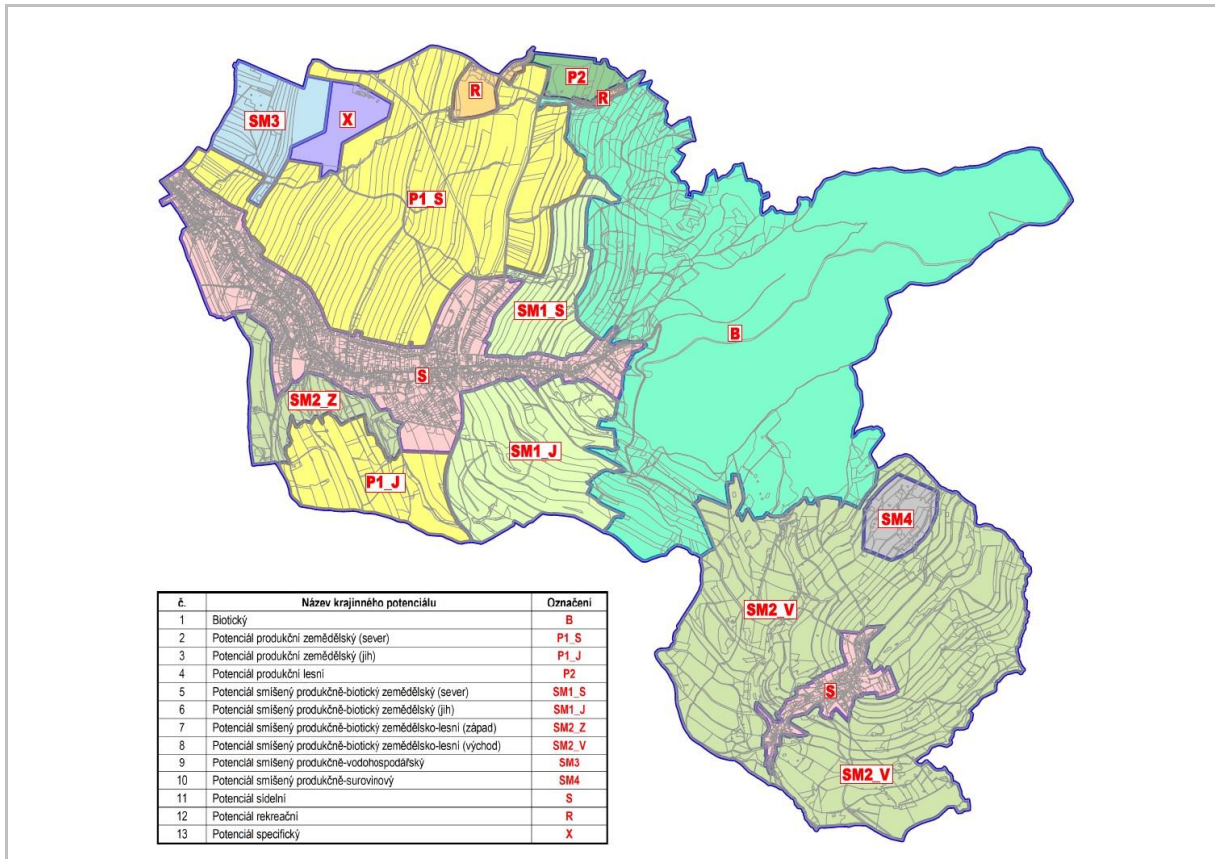 P2
R
R
SM3
X
P1_S
SM1_S
B
S
SM2_Z
SM1_J
P1_J
SM4
SM2_V
S
SM2_V
č. Název krajinného potenciálu Označení
1 Biotický B
2 Potenciál produkční zemědělský (sever) P1_S
3 Potenciál produkční zemědělský (jih) P1_J
4 Potenciál produkční lesní P2
5 Potenciál smíšený produkčně-biotický zemědělský (sever) SM1_S
6 Potenciál smíšený produkčně-biotický zemědělský (jih) SM1_J
7 Potenciál smíšený produkčně-biotický zemědělsko-lesní (západ) SM2_Z
8 Potenciál smíšený produkčně-biotický zemědělsko-lesní (východ) SM2_V
9 Potenciál smíšený produkčně-vodohospodářský SM3
10 Potenciál smíšený produkčně-surovinový SM4
11 Potenciál sídelní S
12 Potenciál rekreační R
13 Potenciál specifický X